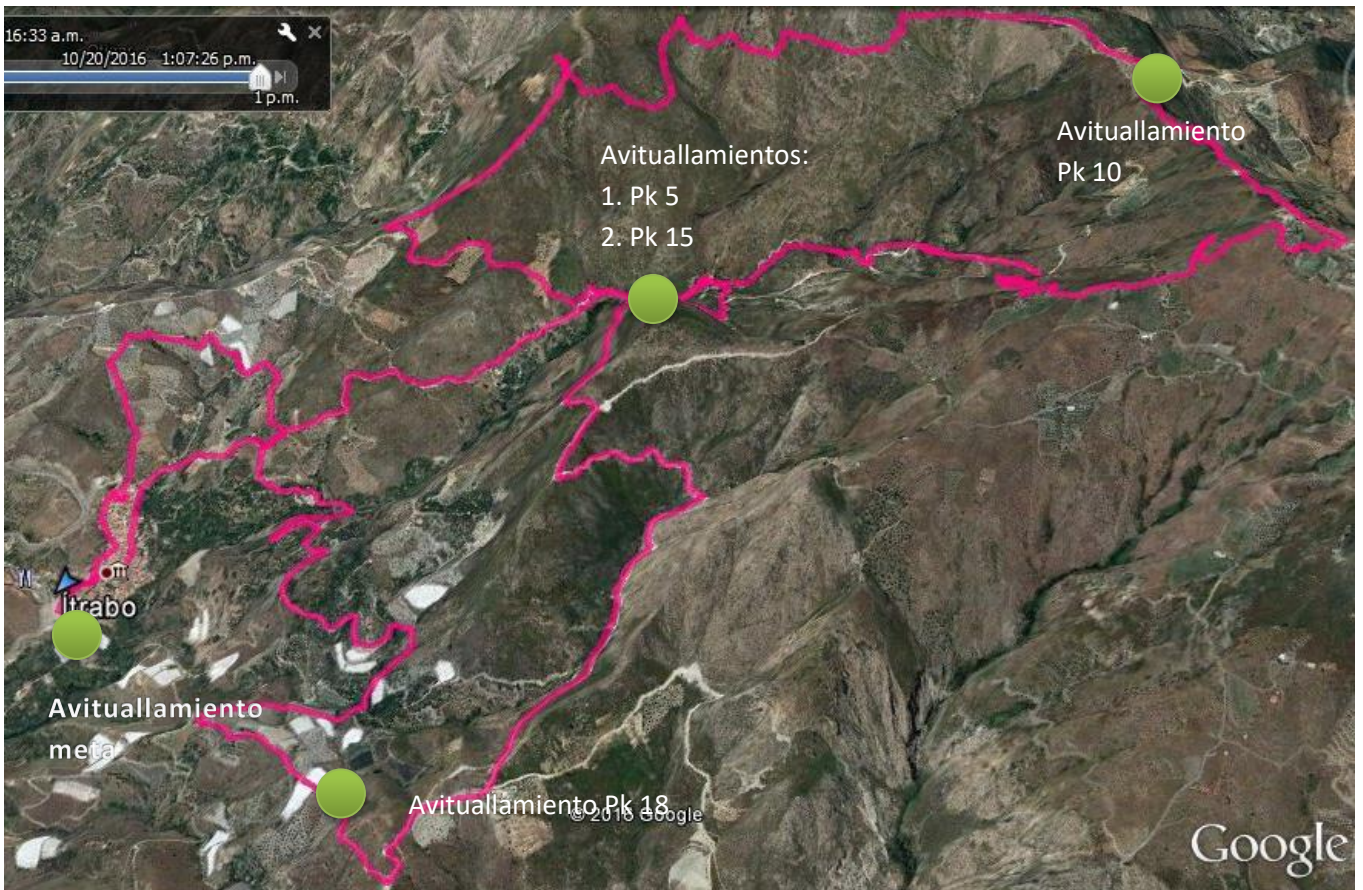 16:33 a.m.
10/20/2016 1:07:26 p.m.
1 p.m.
Avituallamientos:
1. Pk 5
2. Pk 15
Avituallamiento
Pk 10
Ítrabo
Avituallamiento
meta
Avituallamiento Pk 18
© 2016 Google
Google